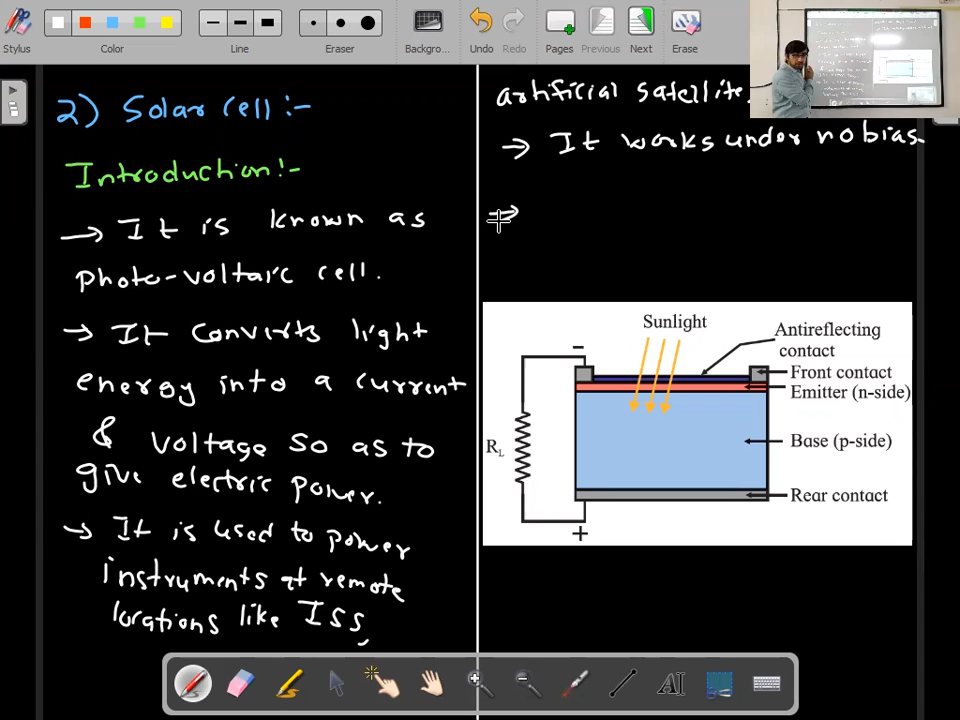 Stylus
Color
Line
Eraser
Backgro...
Undo
Redo
Pages
Previous
Next
Erase
2) Solar cell :-
Introduction :-
→ It is known as
photo-voltaic cell.
→ It converts light
energy into a current
& voltage so as to
give electric power.
→ It is used to power
instruments at remote
locations like ISS,
artificial satellite.
→ It works under no bias.
→
Sunlight
Antireflecting
contact
Front contact
Emitter (n-side)
Base (p-side)
Rear contact
−
RL
+
AI